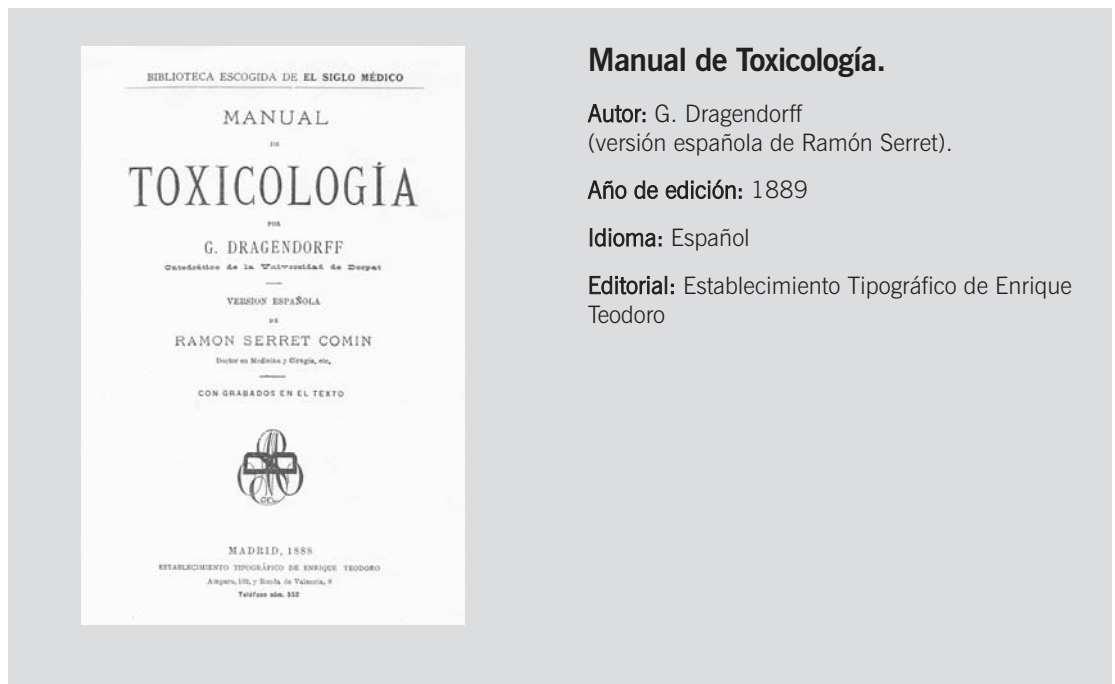 BIBLIOTECA ESCOGIDA DE EL SIGLO MÉDICO
MANUAL
DE
TOXICOLOGÍA
POR
G. DRAGENDORFF
Catedrático de la Universidad de Dorpat
VERSION ESPAÑOLA
DE
RAMON SERRET COMIN
Doctor en Medicina y Cirugía, etc,
CON GRABADOS EN EL TEXTO
MADRID, 1888
ESTABLECIMIENTO TIPOGRÁFICO DE ENRIQUE TEODORO
Amparo, 102, y Ronda de Valencia, 8
Teléfono núm. 552
Manual de Toxicología.
Autor: G. Dragendorff
(versión española de Ramón Serret).
Año de edición: 1889
Idioma: Español
Editorial: Establecimiento Tipográfico de Enrique
Teodoro